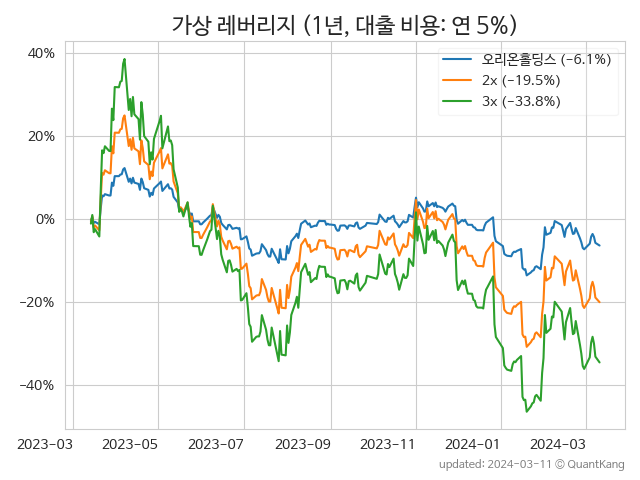 가상 레버리지 (1년, 대출 비용: 연 5%)
오리온홀딩스 (−6.1%)
2x (−19.5%)
3x (−33.8%)
40%
20%
0%
−20%
−40%
2023-03 2023-05 2023-07 2023-09 2023-11 2024-01 2024-03
updated: 2024-03-11 © QuantKang